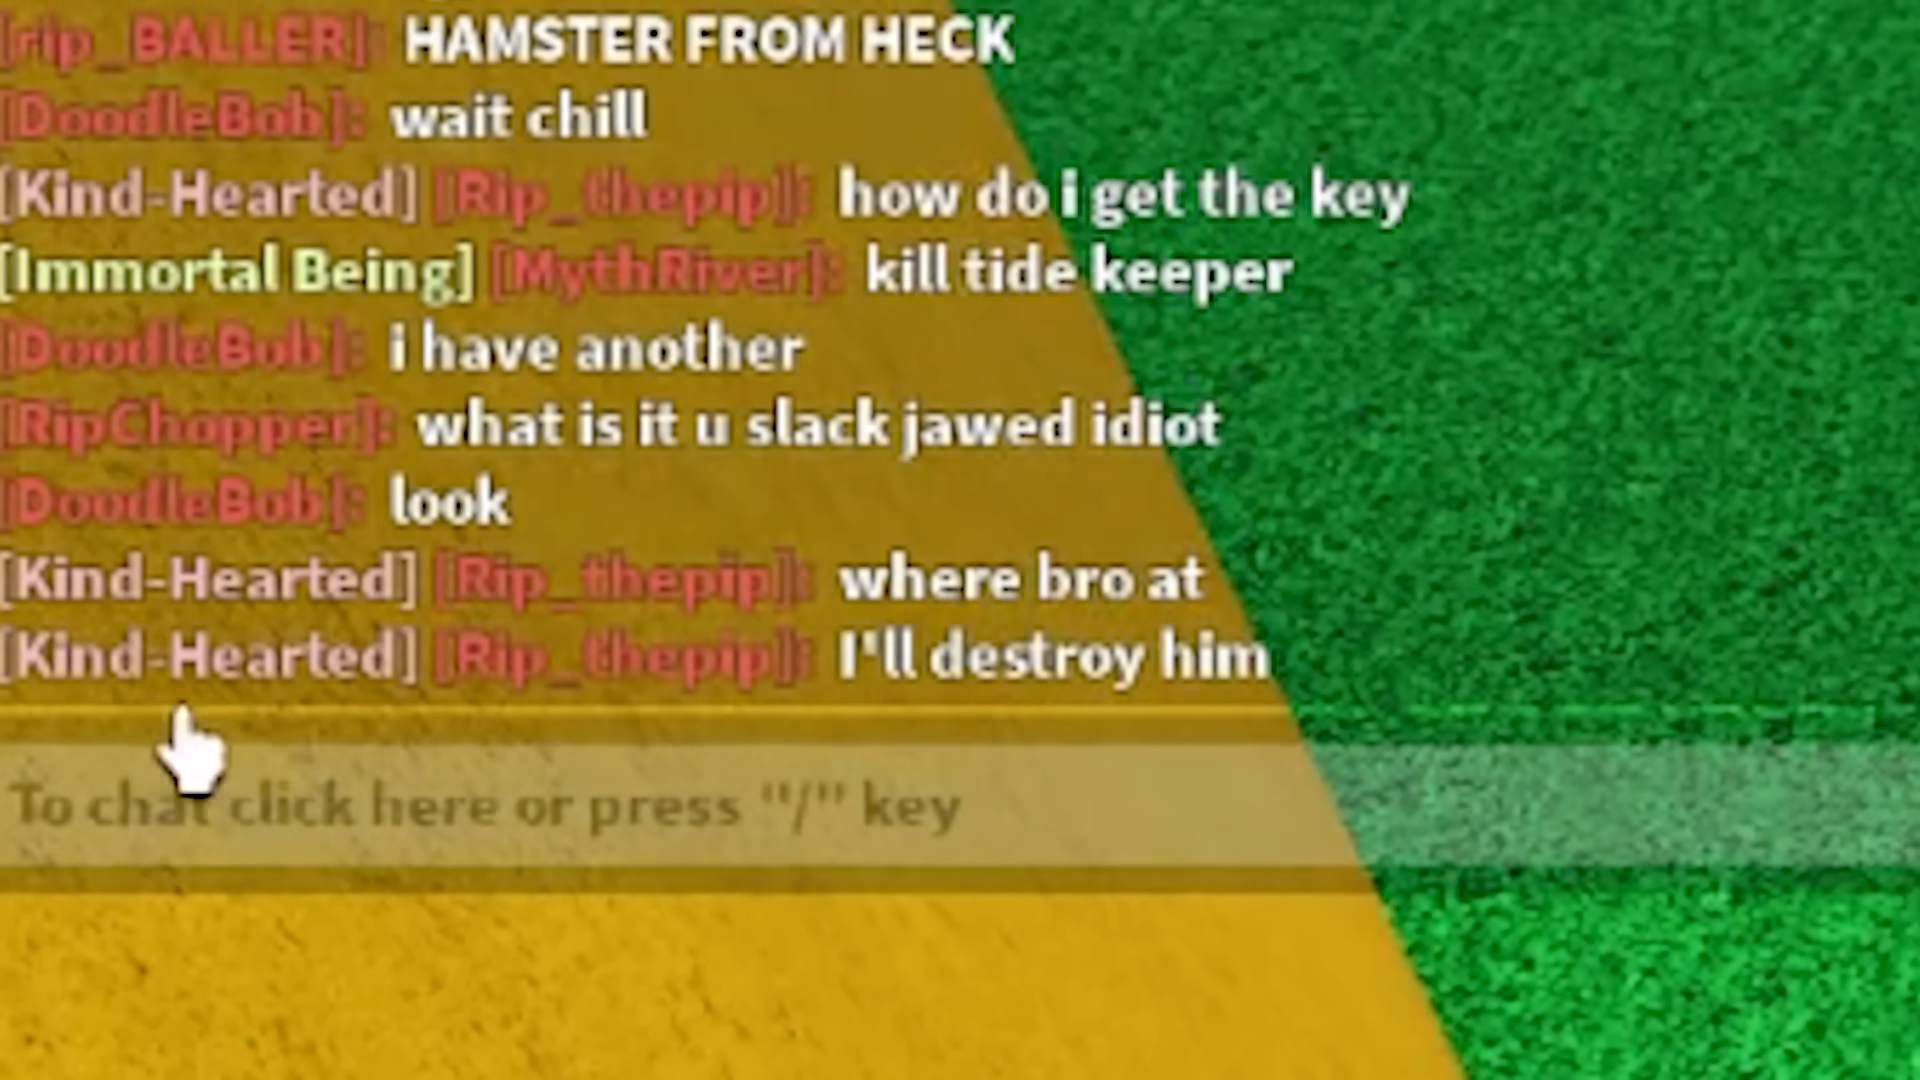 [rip_BALLER]: HAMSTER FROM HECK
[DoodleBob]: wait chill
[Kind-Hearted] [Rip_thepip]: how do i get the key
[Immortal Being] [MythRiver]: kill tide keeper
[DoodleBob]: i have another
[RipChopper]: what is it u slack jawed idiot
[DoodleBob]: look
[Kind-Hearted] [Rip_thepip]: where bro at
[Kind-Hearted] [Rip_thepip]: I'll destroy him
To chat click here or press "/" key